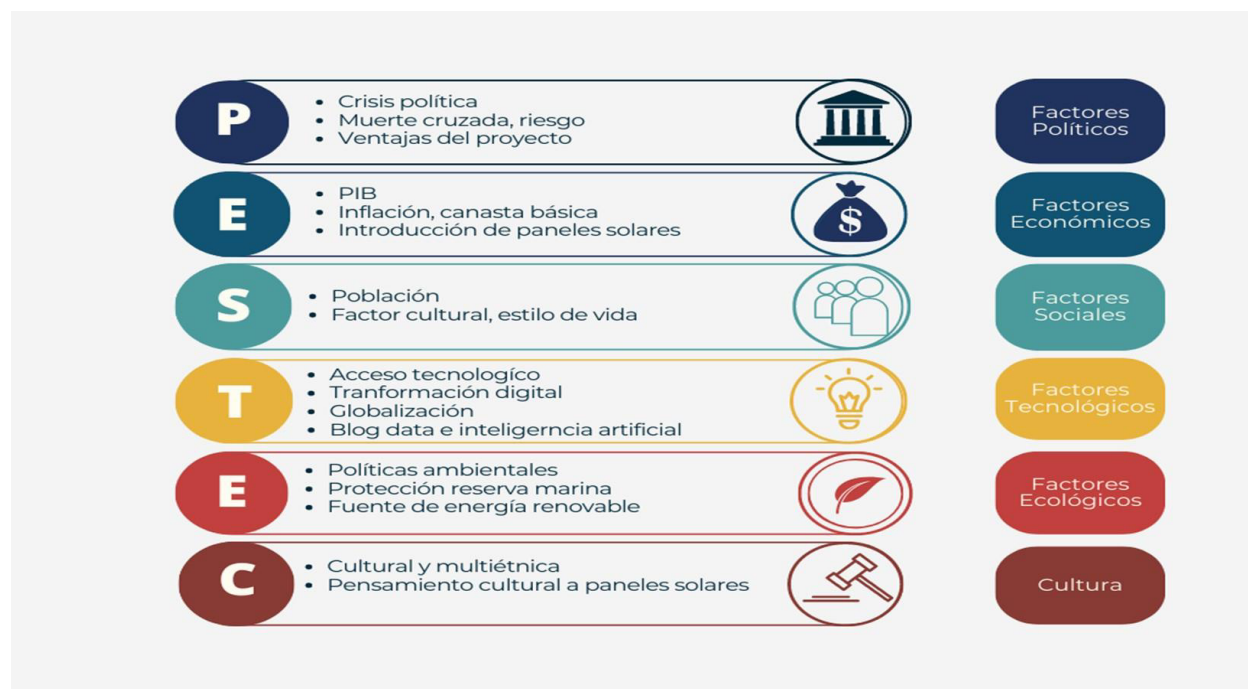 P
• Crisis política
• Muerte cruzada, riesgo
• Ventajas del proyecto
Factores
Políticos
E
• PIB
• Inflación, canasta básica
• Introducción de paneles solares
$
Factores
Económicos
S
• Población
• Factor cultural, estilo de vida
Factores
Sociales
T
• Acceso tecnologíco
• Tranformación digital
• Globalización
• Blog data e inteligerncia artificial
Factores
Tecnológicos
E
• Políticas ambientales
• Protección reserva marina
• Fuente de energía renovable
Factores
Ecológicos
C
• Cultural y multiétnica
• Pensamiento cultural a paneles solares
Cultura